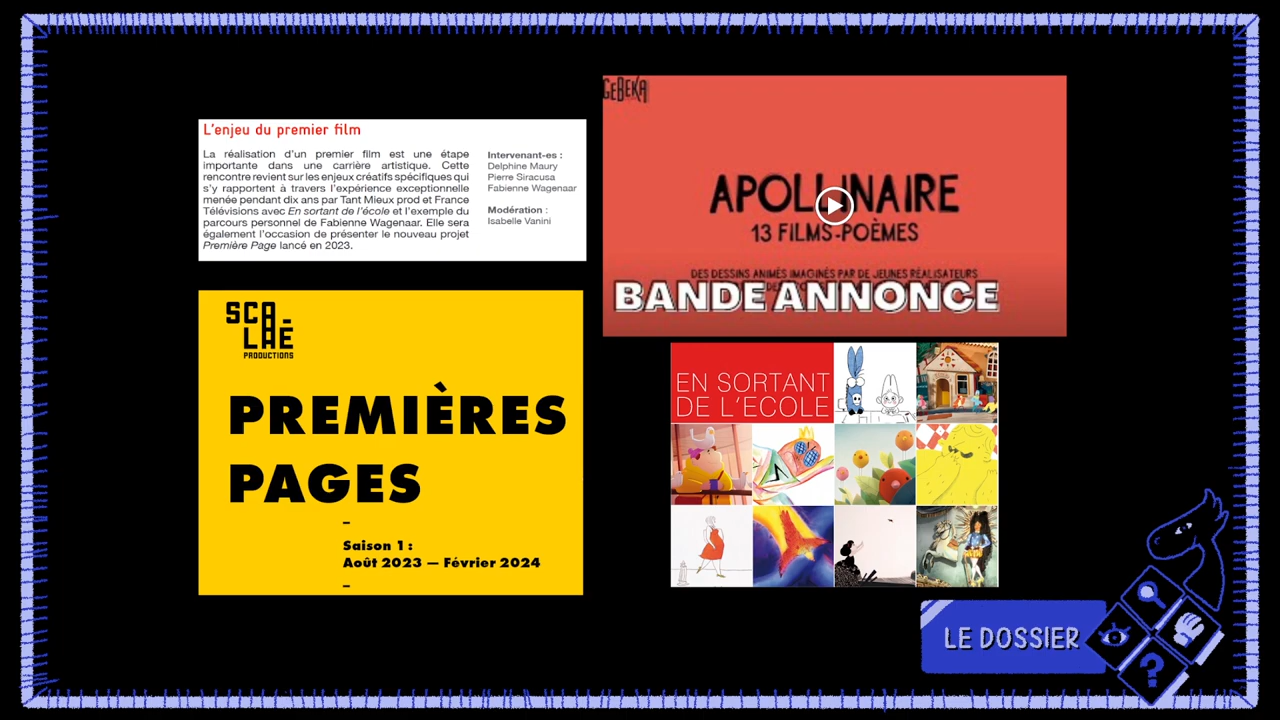 L'enjeu du premier film
La réalisation d'un premier film est une étape
importante dans une carrière artistique. Cette
rencontre revient sur les enjeux créatifs spécifiques qui
s'y rapportent à travers l'expérience exceptionnelle
menée pendant dix ans par Tant Mieux prod et France
Télévisions avec En sortant de l'école et l'exemple du
parcours personnel de Fabienne Wagenaar. Elle sera
également l'occasion de présenter le nouveau projet
Première Page lancé en 2023.
Intervenant-es :
Delphine Maury
Pierre Siracusa
Fabienne Wagenaar
Modération :
Isabelle Vanini
GEBEKA
APOLLINAIRE
13 FILMS-POÈMES
DES DESSINS ANIMÉS IMAGINÉS PAR DE JEUNES RÉALISATEURS
BANDE ANNONCE
SCA_
LAE
PRODUCTIONS
PREMIÈRES
PAGES
–
Saison 1 :
Août 2023 — Février 2024
–
EN SORTANT
DE L'ECOLE
LE DOSSIER
?